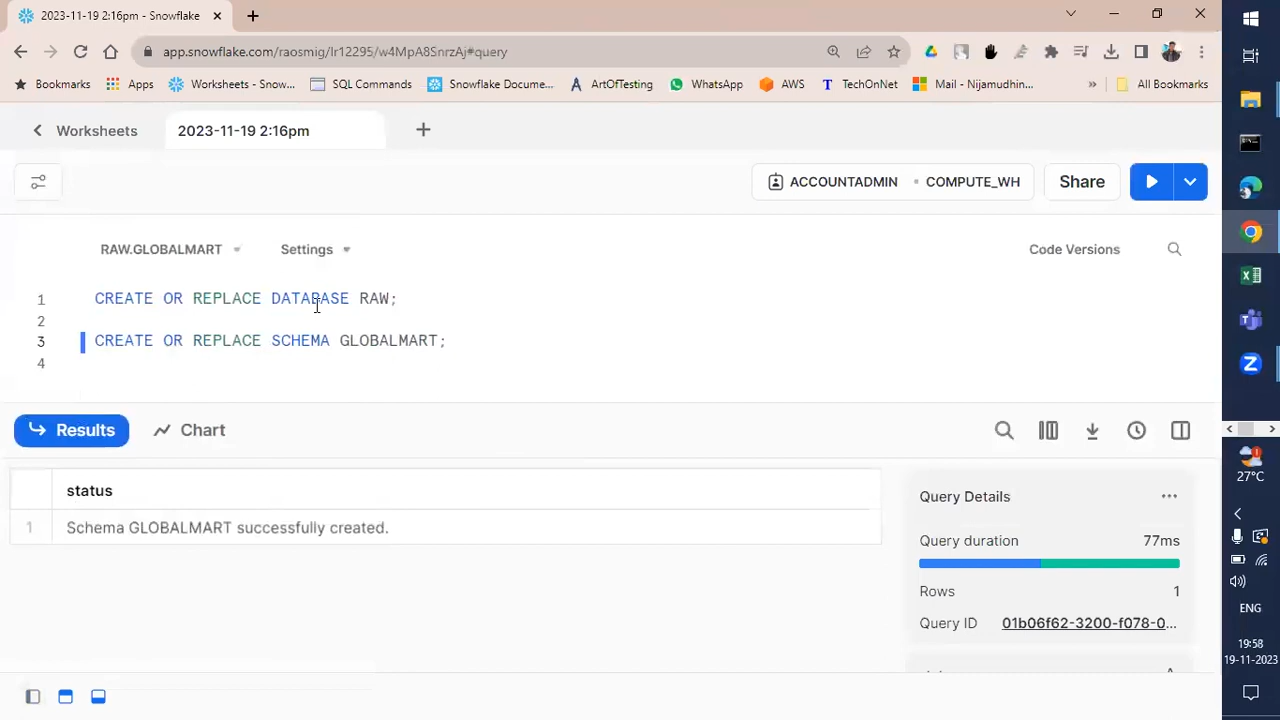 2023-11-19 2:16pm - Snowflake
app.snowflake.com/raosmig/lr12295/w4MpA8SnrzAj#query
Bookmarks Apps Worksheets - Snow... SQL Commands Snowflake Docume... ArtOfTesting WhatsApp AWS TechOnNet Mail - Nijamudhin... » All Bookmarks
Worksheets 2023-11-19 2:16pm
ACCOUNTADMIN COMPUTE_WH Share
RAW.GLOBALMART Settings Code Versions
1 CREATE OR REPLACE DATABASE RAW;
2
3 CREATE OR REPLACE SCHEMA GLOBALMART;
4
Results Chart
status
1 Schema GLOBALMART successfully created.
Query Details
Query duration 77ms
Rows 1
Query ID 01b06f62-3200-f078-0...
27°C
ENG
19:58
19-11-2023